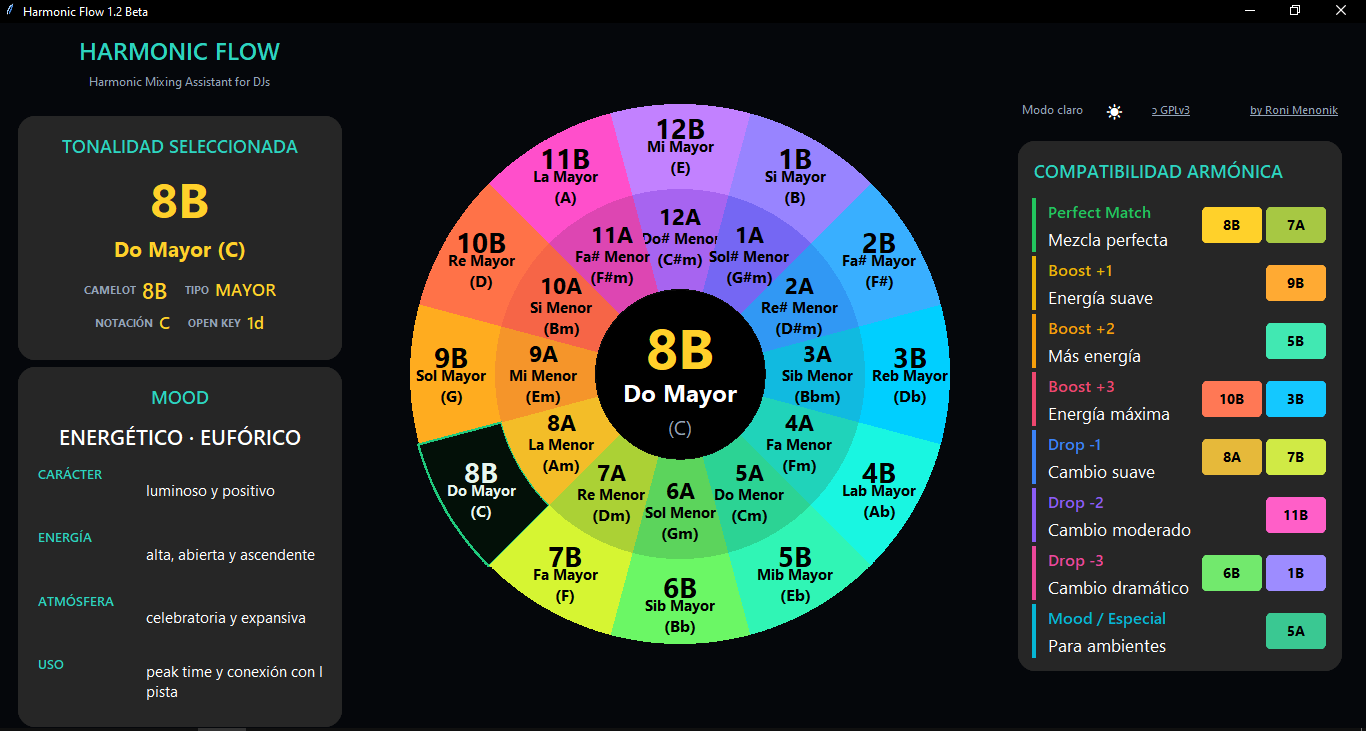 Harmonic Flow 1.2 Beta
HARMONIC FLOW
Harmonic Mixing Assistant for DJs
TONALIDAD SELECCIONADA
8B
Do Mayor (C)
CAMELOT 8B TIPO MAYOR
NOTACIÓN C OPEN KEY 1d
MOOD
ENERGÉTICO · EUFÓRICO
CARÁCTER
luminoso y positivo
ENERGÍA
alta, abierta y ascendente
ATMÓSFERA
celebratoria y expansiva
USO
peak time y conexión con l
pista
12B
Mi Mayor
(E)
1B
Si Mayor
(B)
2B
Fa# Mayor
(F#)
3B
Reb Mayor
(Db)
4B
Lab Mayor
(Ab)
5B
Mib Mayor
(Eb)
6B
Sib Mayor
(Bb)
7B
Fa Mayor
(F)
8B
Do Mayor
(C)
9B
Sol Mayor
(G)
10B
Re Mayor
(D)
11B
La Mayor
(A)
12A
Do# Menor
(C#m)
1A
Sol# Menor
(G#m)
2A
Re# Menor
(D#m)
3A
Sib Menor
(Bbm)
4A
Fa Menor
(Fm)
5A
Do Menor
(Cm)
6A
Sol Menor
(Gm)
7A
Re Menor
(Dm)
8A
La Menor
(Am)
9A
Mi Menor
(Em)
10A
Si Menor
(Bm)
11A
Fa# Menor
(F#m)
8B
Do Mayor
(C)
Modo claro ɔ GPLv3 by Roni Menonik
COMPATIBILIDAD ARMÓNICA
Perfect Match
Mezcla perfecta
8B 7A
Boost +1
Energía suave
9B
Boost +2
Más energía
5B
Boost +3
Energía máxima
10B 3B
Drop -1
Cambio suave
8A 7B
Drop -2
Cambio moderado
11B
Drop -3
Cambio dramático
6B 1B
Mood / Especial
Para ambientes
5A